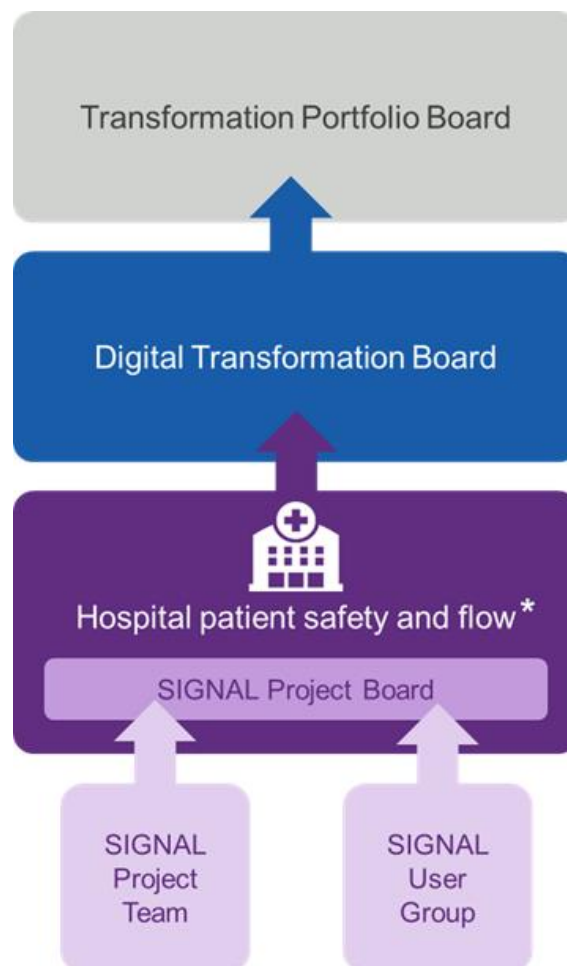 Transformation Portfolio Board
Digital Transformation Board
Hospital patient safety and flow*
SIGNAL Project Board
SIGNAL
Project
Team
SIGNAL
User
Group